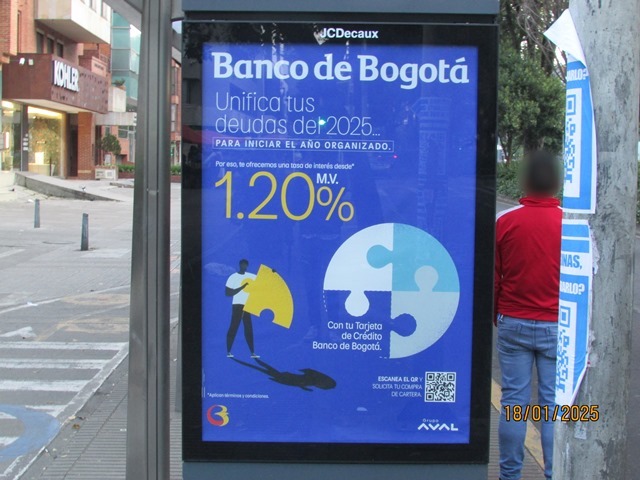 JCDecaux
Banco de Bogotá
Unifica tus
deudas del 2025...
PARA INICIAR EL AÑO ORGANIZADO.
Por eso, te ofrecemos una tasa de interés desde*
1.20% M.V.
Con tu Tarjeta
de Crédito
Banco de Bogotá.
ESCANEA EL QR Y
SOLICITA TU COMPRA
DE CARTERA.
*Aplican términos y condiciones.
Grupo
AVAL
KOHLER
18/01/2025